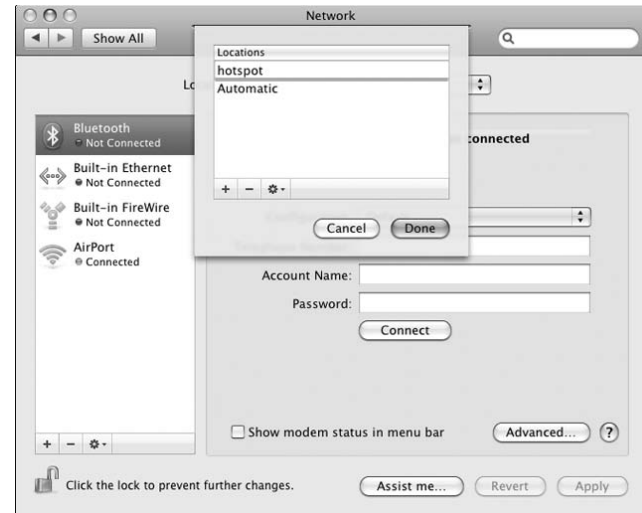 Network
Show All
Locations
hotspot
Automatic
Lo
connected
Bluetooth
Not Connected
Built-in Ethernet
Not Connected
Built-in FireWire
Not Connected
AirPort
Connected
+ −
Cancel Done
Account Name:
Password:
Connect
Show modem status in menu bar
Advanced... ?
+ −
Click the lock to prevent further changes.
Assist me... Revert Apply